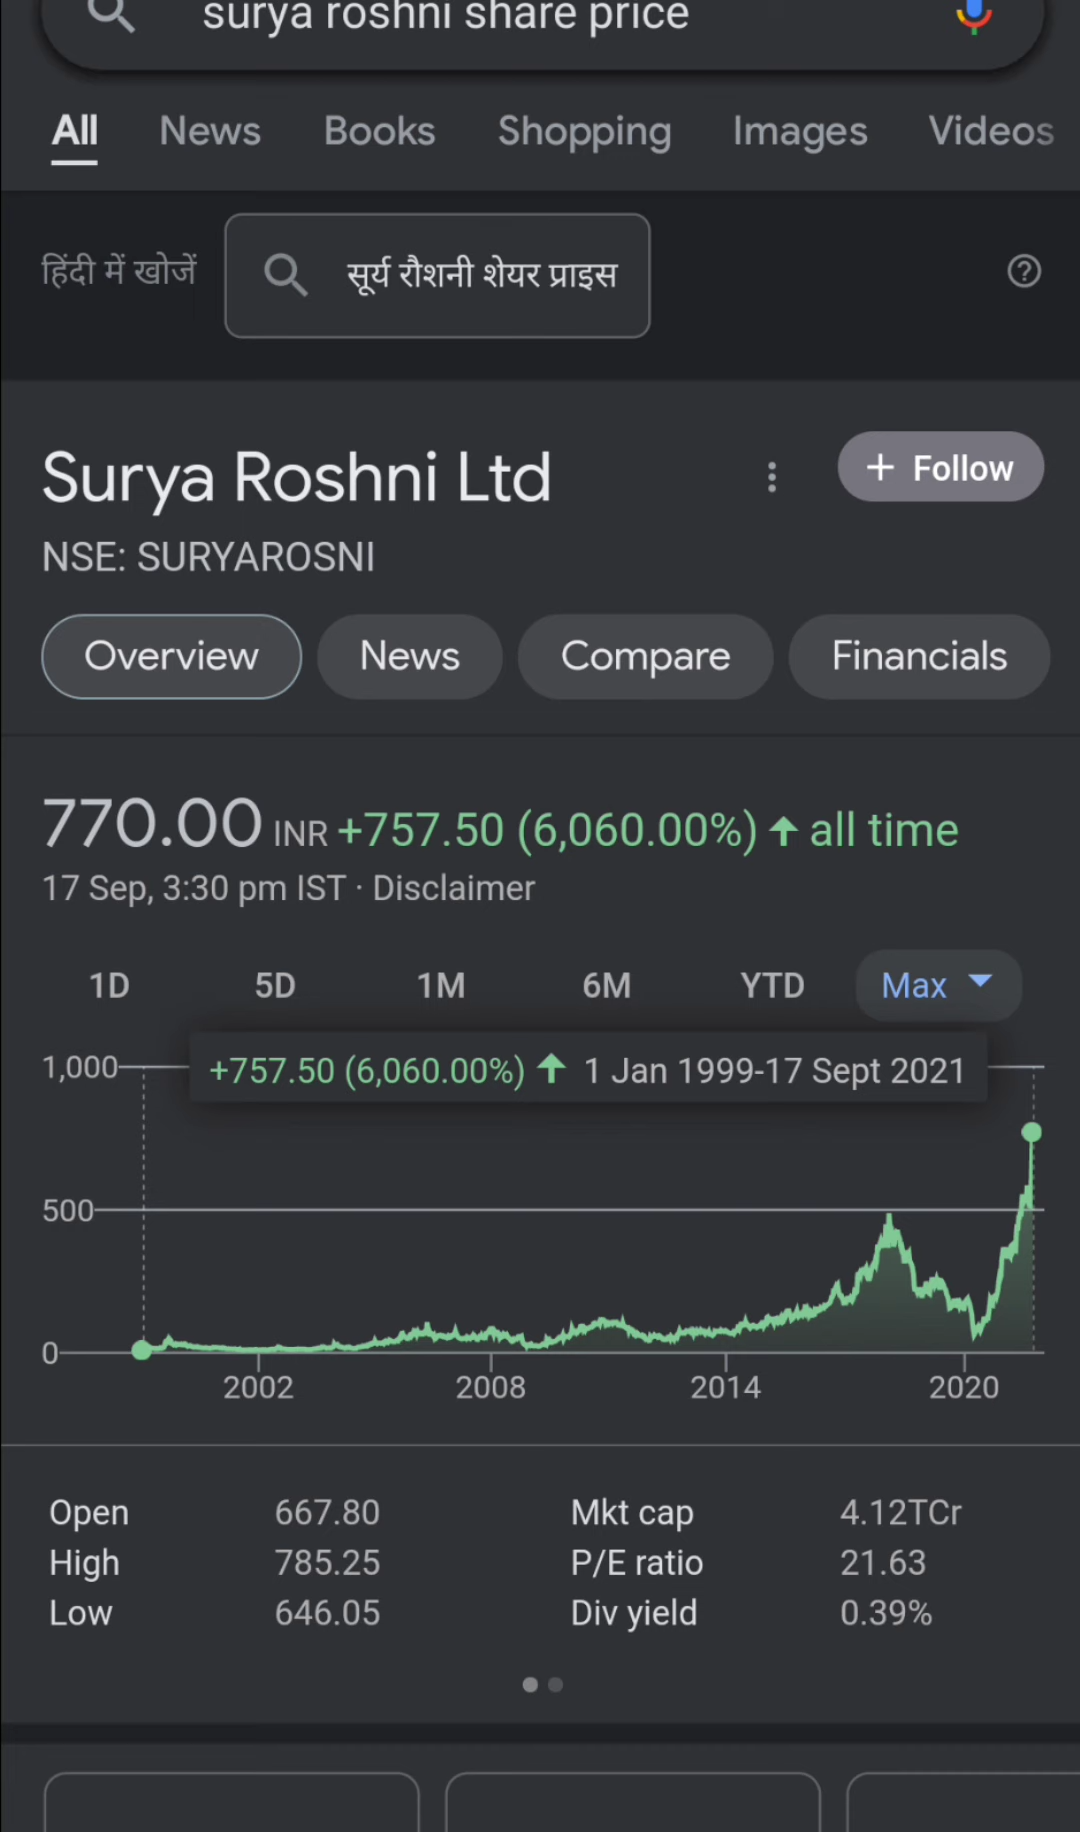 surya roshni share price
All News Books Shopping Images Videos
हिंदी में खोजें सूर्य रौशनी शेयर प्राइस
Surya Roshni Ltd
+ Follow
NSE: SURYAROSNI
Overview News Compare Financials
770.00 INR +757.50 (6,060.00%) ↑ all time
17 Sep, 3:30 pm IST · Disclaimer
1D 5D 1M 6M YTD Max
+757.50 (6,060.00%) ↑ 1 Jan 1999-17 Sept 2021
1,000
500
0
2002 2008 2014 2020
Open 667.80 Mkt cap 4.12TCr
High 785.25 P/E ratio 21.63
Low 646.05 Div yield 0.39%